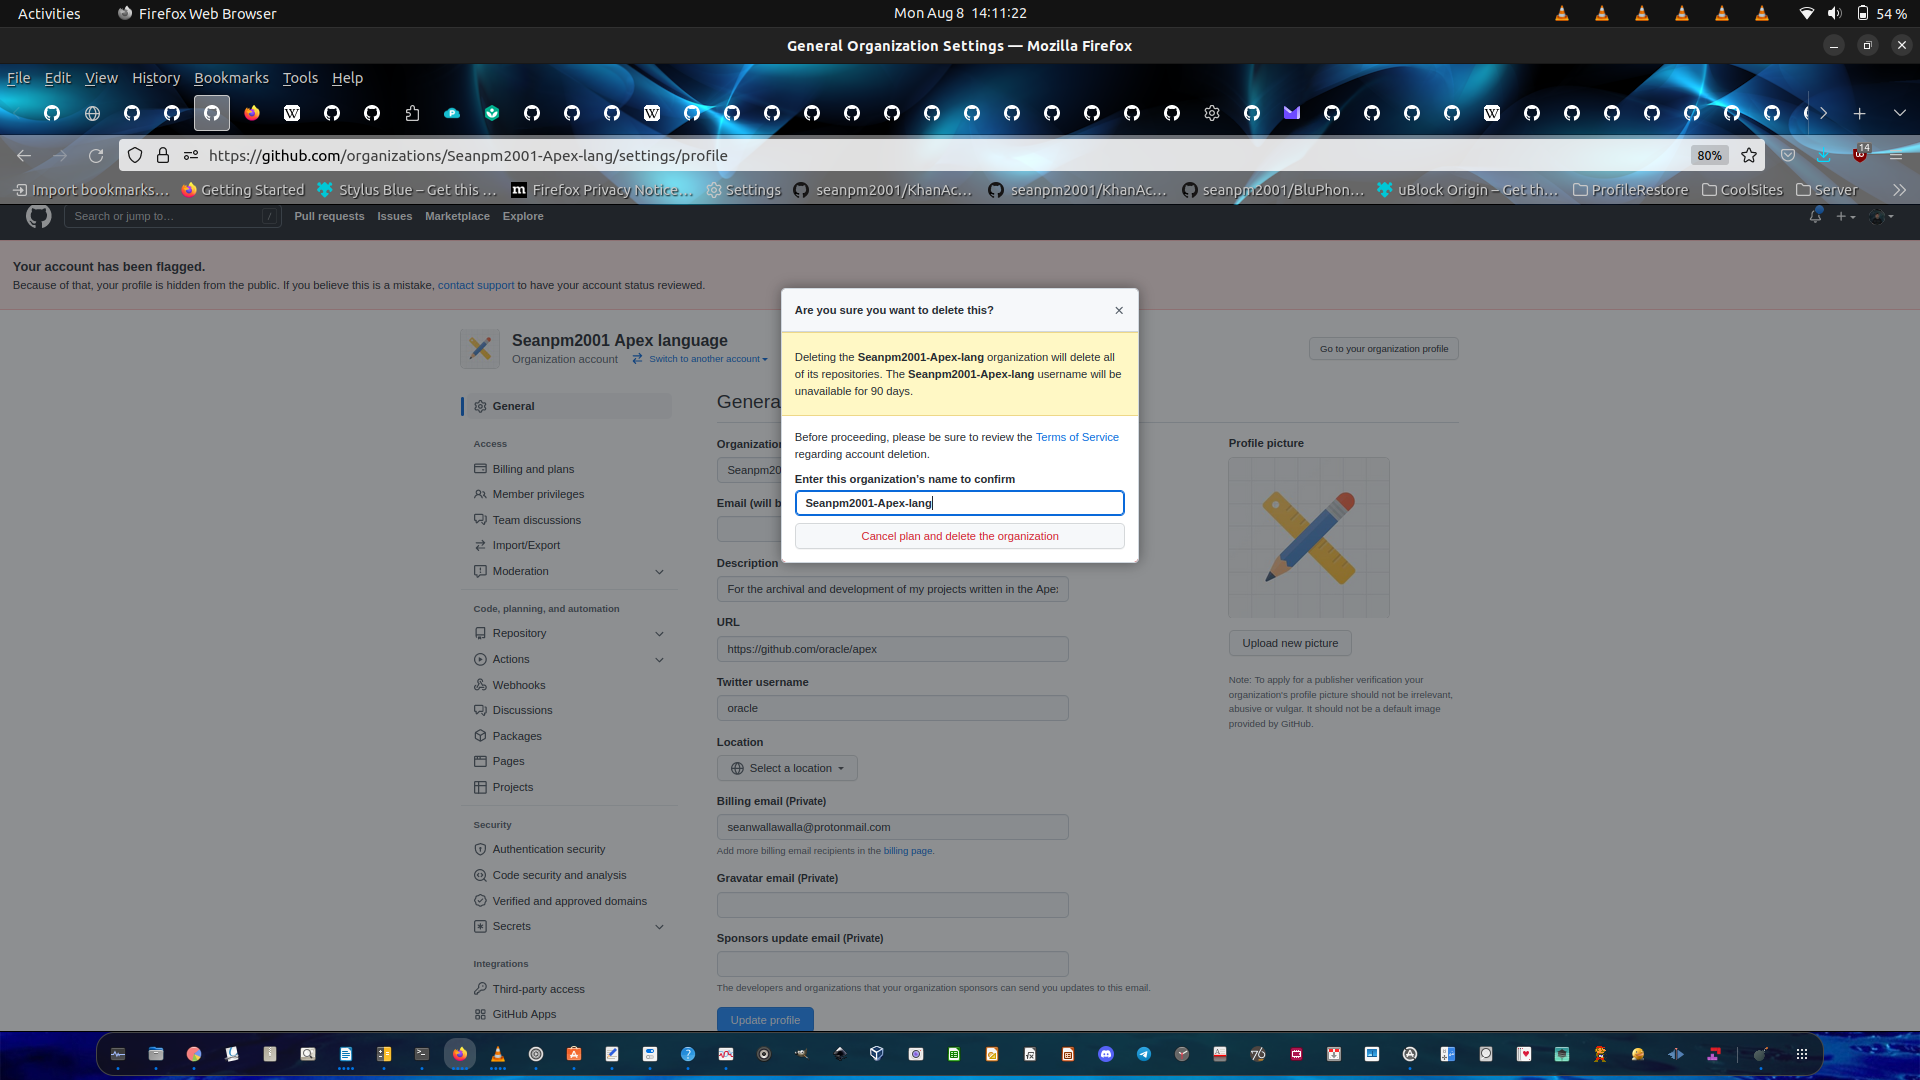 Activities
Firefox Web Browser
Mon Aug 8 14:11:22
54 %
General Organization Settings — Mozilla Firefox
File Edit View History Bookmarks Tools Help
https://github.com/organizations/Seanpm2001-Apex-lang/settings/profile
80%
14
Import bookmarks… Getting Started Stylus Blue – Get this … Firefox Privacy Notice… Settings seanpm2001/KhanAc… seanpm2001/KhanAc… seanpm2001/BluPhon… uBlock Origin – Get th… ProfileRestore CoolSites Server
Search or jump to… /
Pull requests Issues Marketplace Explore
Your account has been flagged.
Because of that, your profile is hidden from the public. If you believe this is a mistake, contact support to have your account status reviewed.
Seanpm2001 Apex language
Organization account Switch to another account
Go to your organization profile
General
Access
Billing and plans
Member privileges
Team discussions
Import/Export
Moderation
Code, planning, and automation
Repository
Actions
Webhooks
Discussions
Packages
Pages
Projects
Security
Authentication security
Code security and analysis
Verified and approved domains
Secrets
Integrations
Third-party access
GitHub Apps
Genera
Organization
Seanpm20
Email (will b
Description
For the archival and development of my projects written in the Apex
URL
https://github.com/oracle/apex
Twitter username
oracle
Location
Select a location
Billing email (Private)
seanwallawalla@protonmail.com
Add more billing email recipients in the billing page.
Gravatar email (Private)
Sponsors update email (Private)
The developers and organizations that your organization sponsors can send you updates to this email.
Update profile
Profile picture
Upload new picture
Note: To apply for a publisher verification your
organization's profile picture should not be irrelevant,
abusive or vulgar. It should not be a default image
provided by GitHub.
Are you sure you want to delete this?
Deleting the Seanpm2001-Apex-lang organization will delete all
of its repositories. The Seanpm2001-Apex-lang username will be
unavailable for 90 days.
Before proceeding, please be sure to review the Terms of Service
regarding account deletion.
Enter this organization's name to confirm
Seanpm2001-Apex-lang
Cancel plan and delete the organization